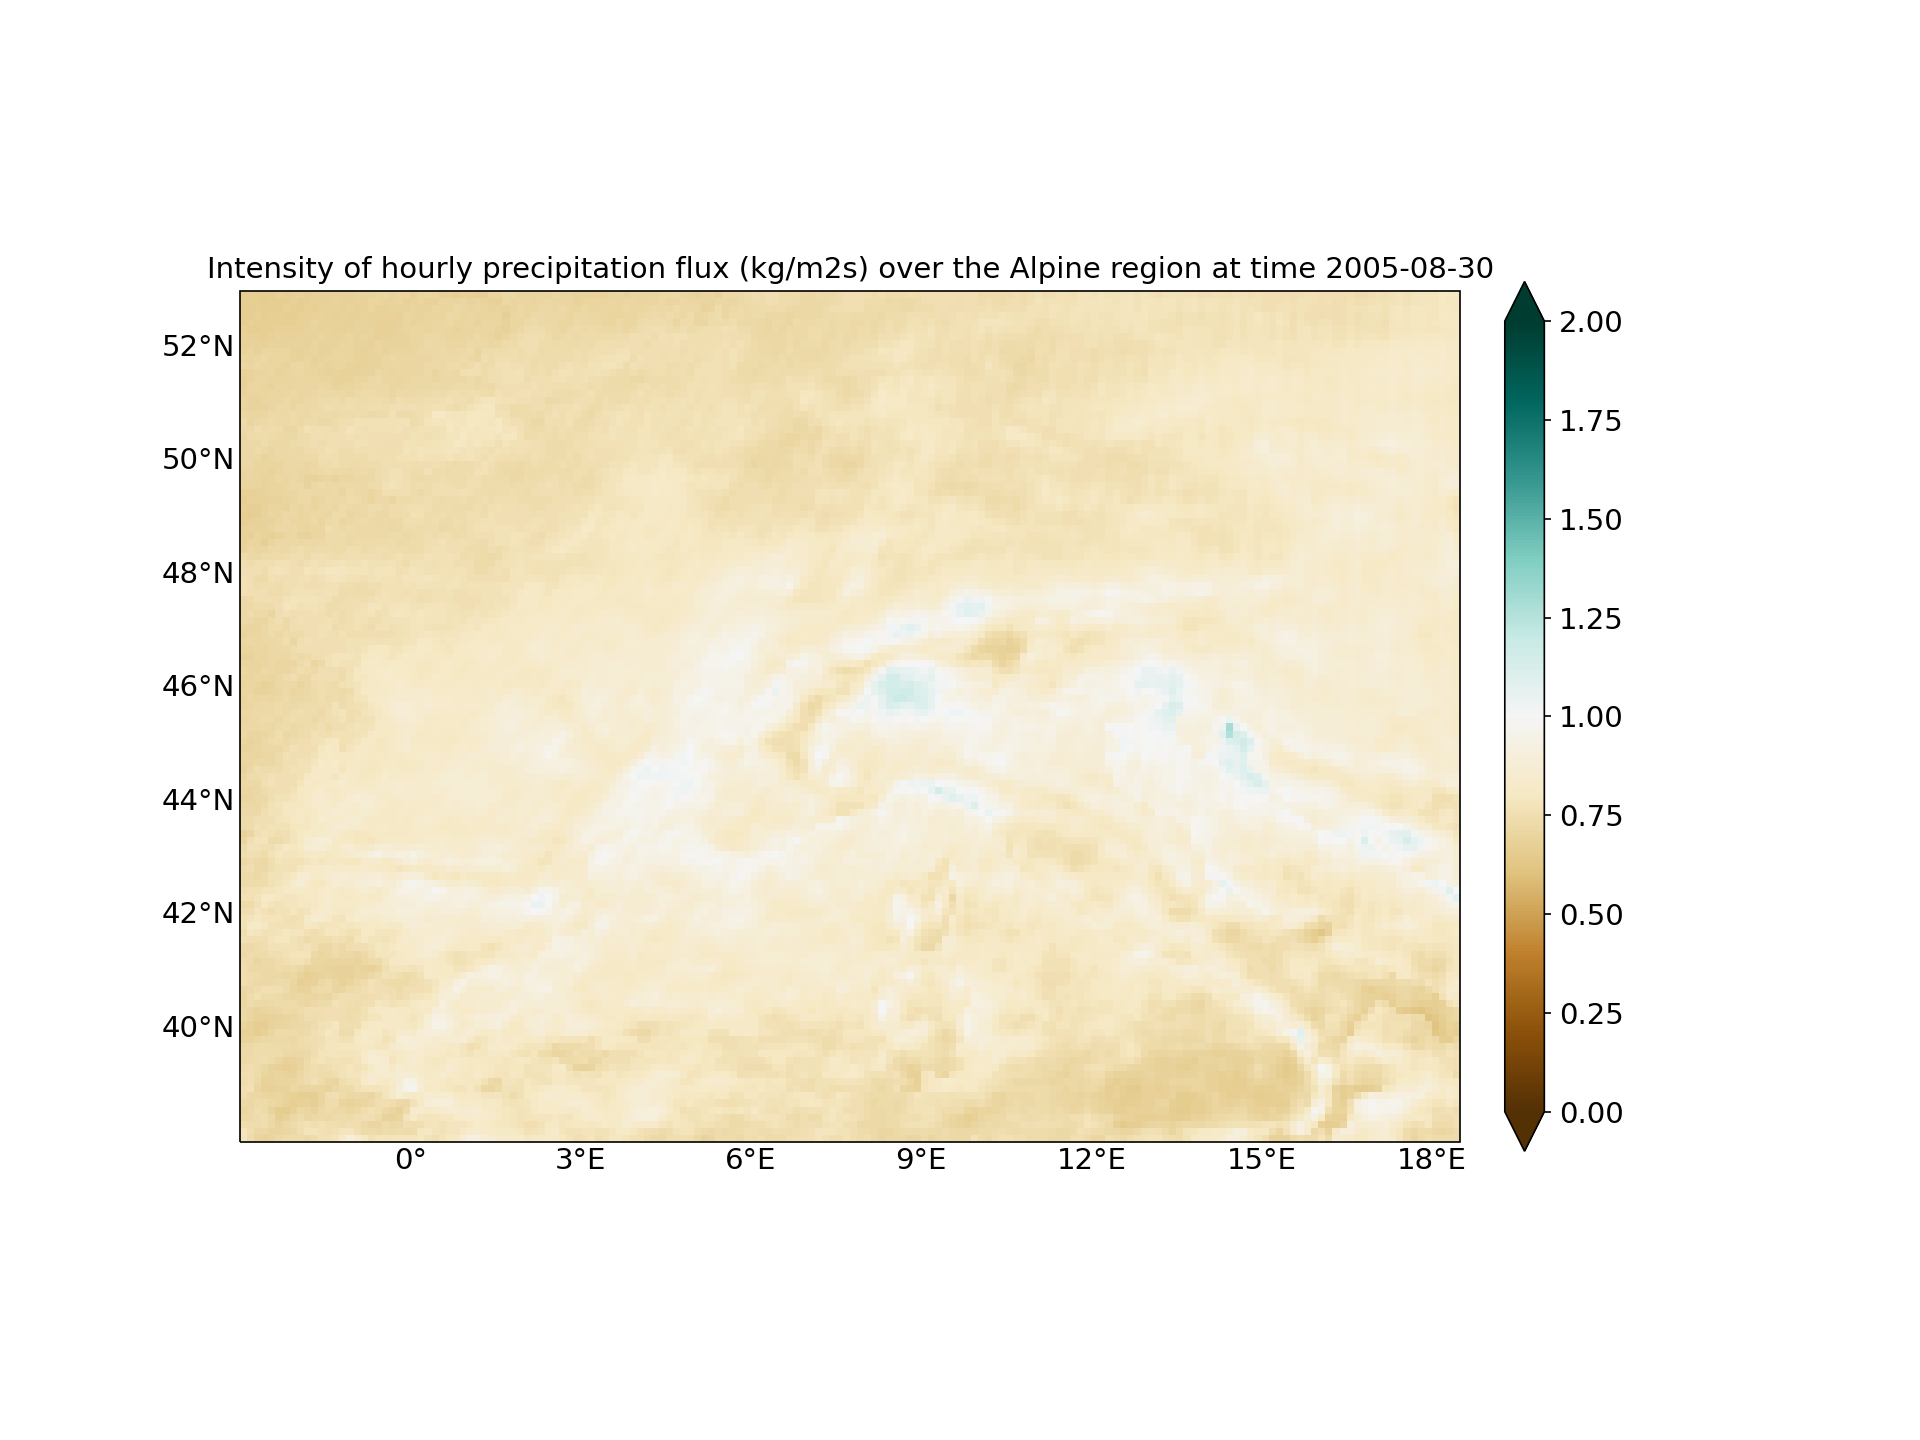 Intensity of hourly precipitation flux (kg/m2s) over the Alpine region at time 2005-08-30
52°N
50°N
48°N
46°N
44°N
42°N
40°N
0°
3°E
6°E
9°E
12°E
15°E
18°E
2.00
1.75
1.50
1.25
1.00
0.75
0.50
0.25
0.00